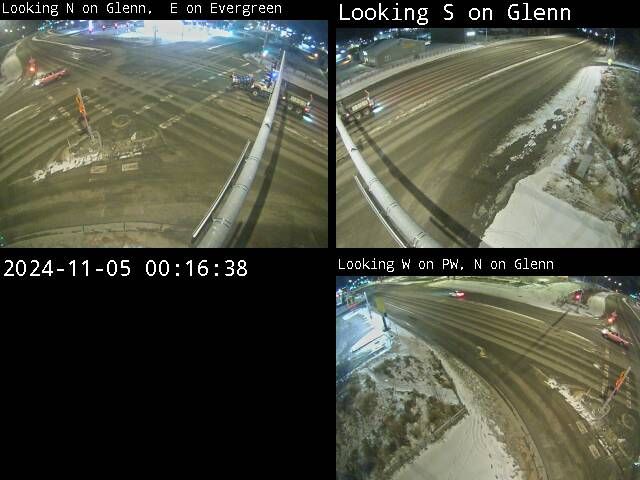 Looking N on Glenn, E on Evergreen
Looking S on Glenn
2024-11-05 00:16:38
Looking W on PW, N on Glenn